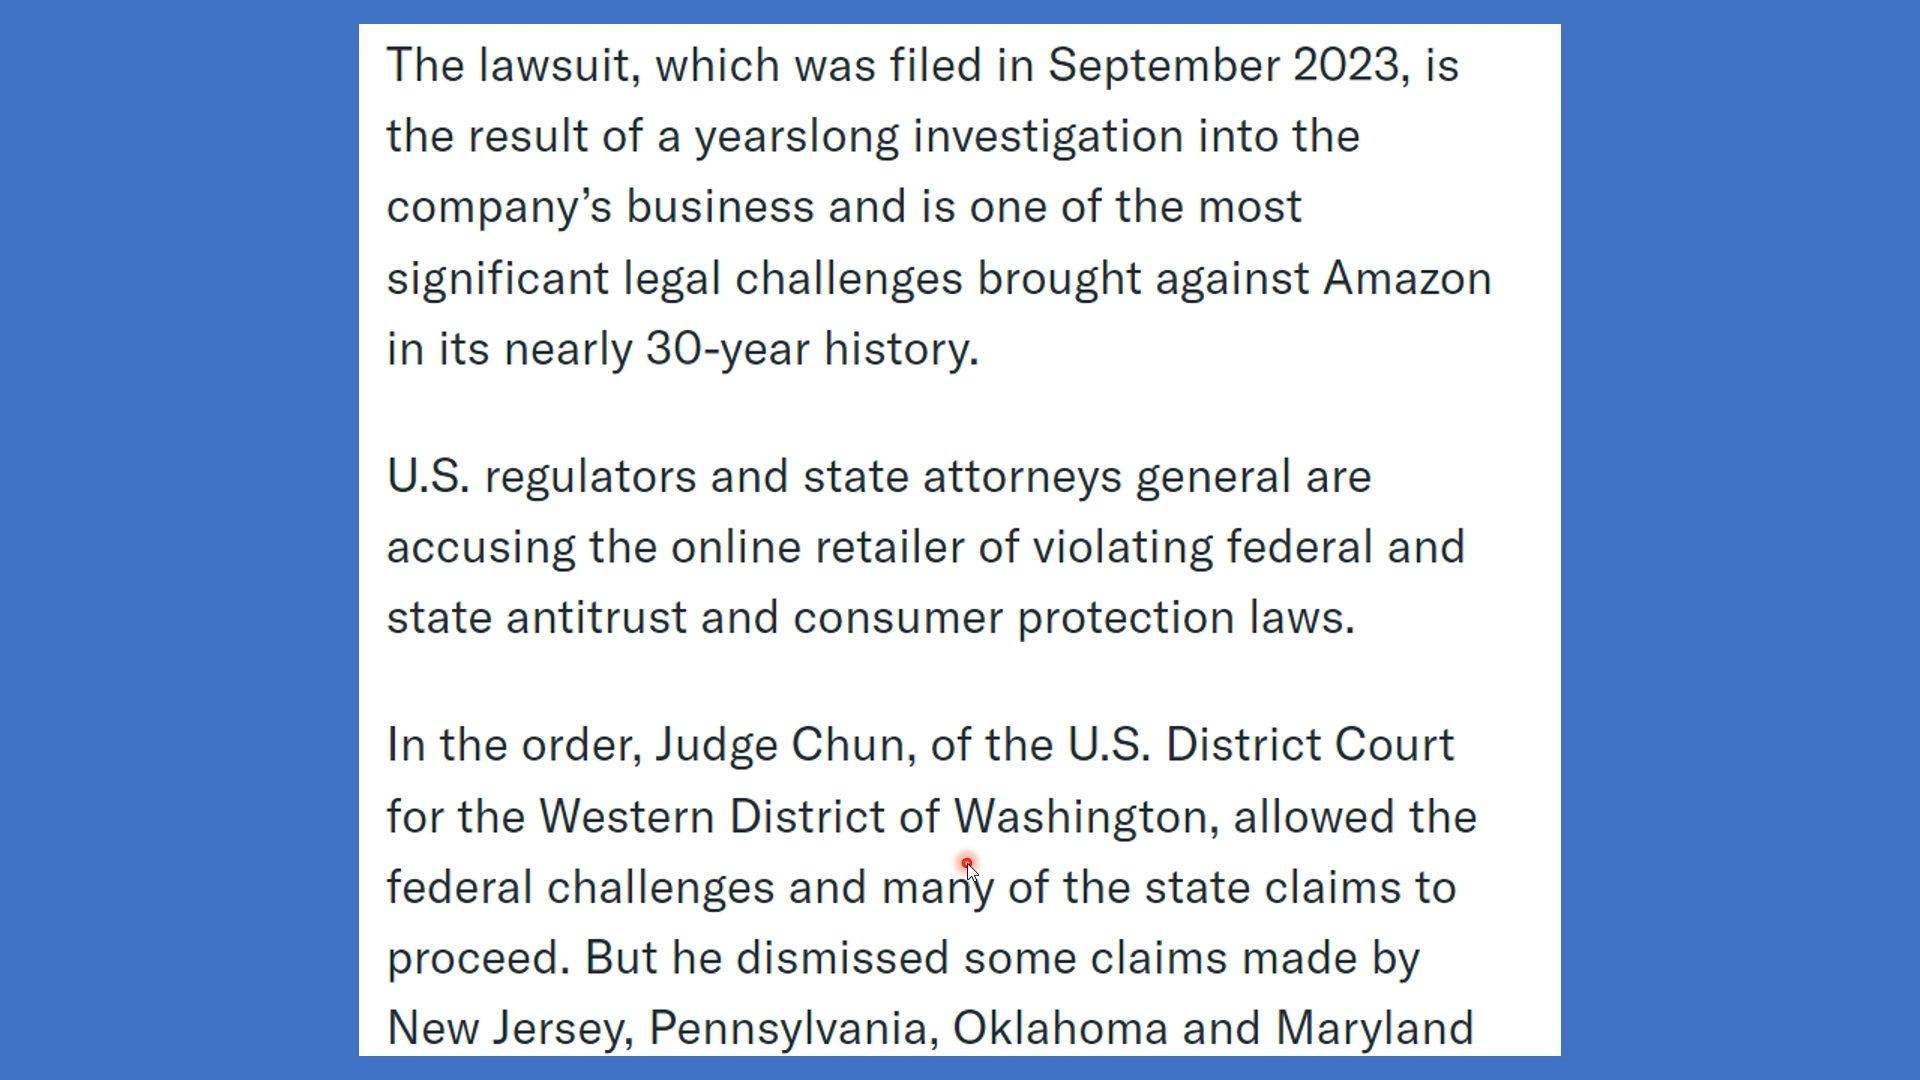 The lawsuit, which was filed in September 2023, is
the result of a yearslong investigation into the
company’s business and is one of the most
significant legal challenges brought against Amazon
in its nearly 30-year history.
U.S. regulators and state attorneys general are
accusing the online retailer of violating federal and
state antitrust and consumer protection laws.
In the order, Judge Chun, of the U.S. District Court
for the Western District of Washington, allowed the
federal challenges and many of the state claims to
proceed. But he dismissed some claims made by
New Jersey, Pennsylvania, Oklahoma and Maryland